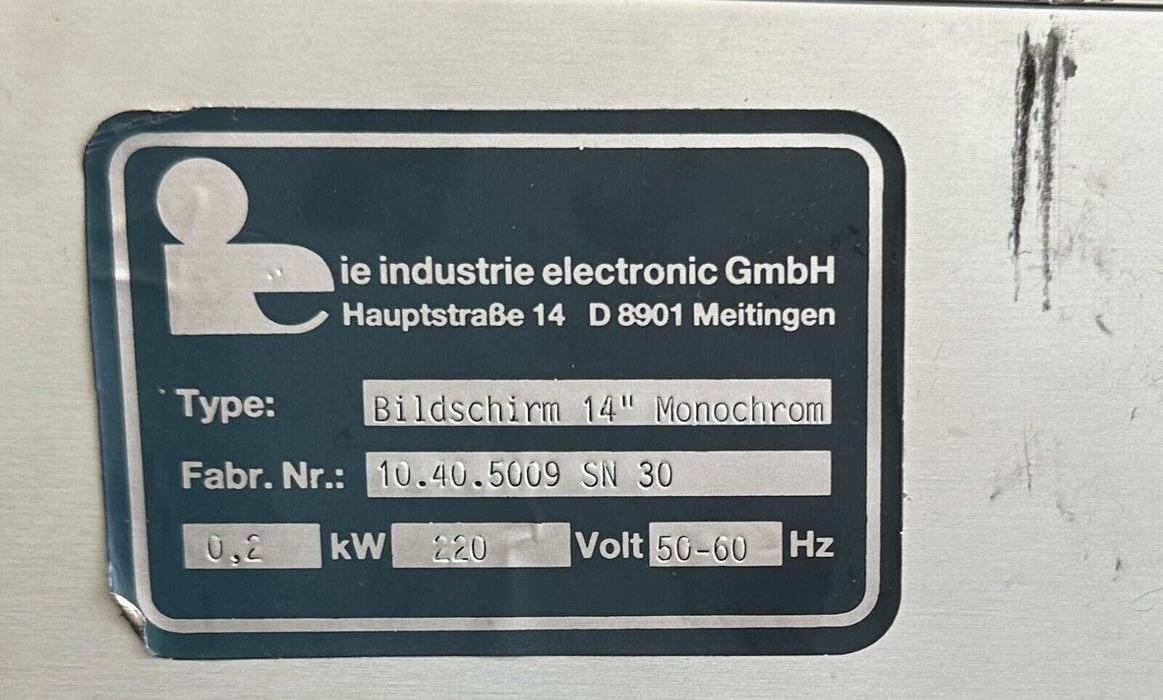 ie
ie industrie electronic GmbH
Hauptstraße 14 D 8901 Meitingen
Type: Bildschirm 14" Monochrom
Fabr. Nr.: 10.40.5009 SN 30
0,2 kW 220 Volt 50-60 Hz